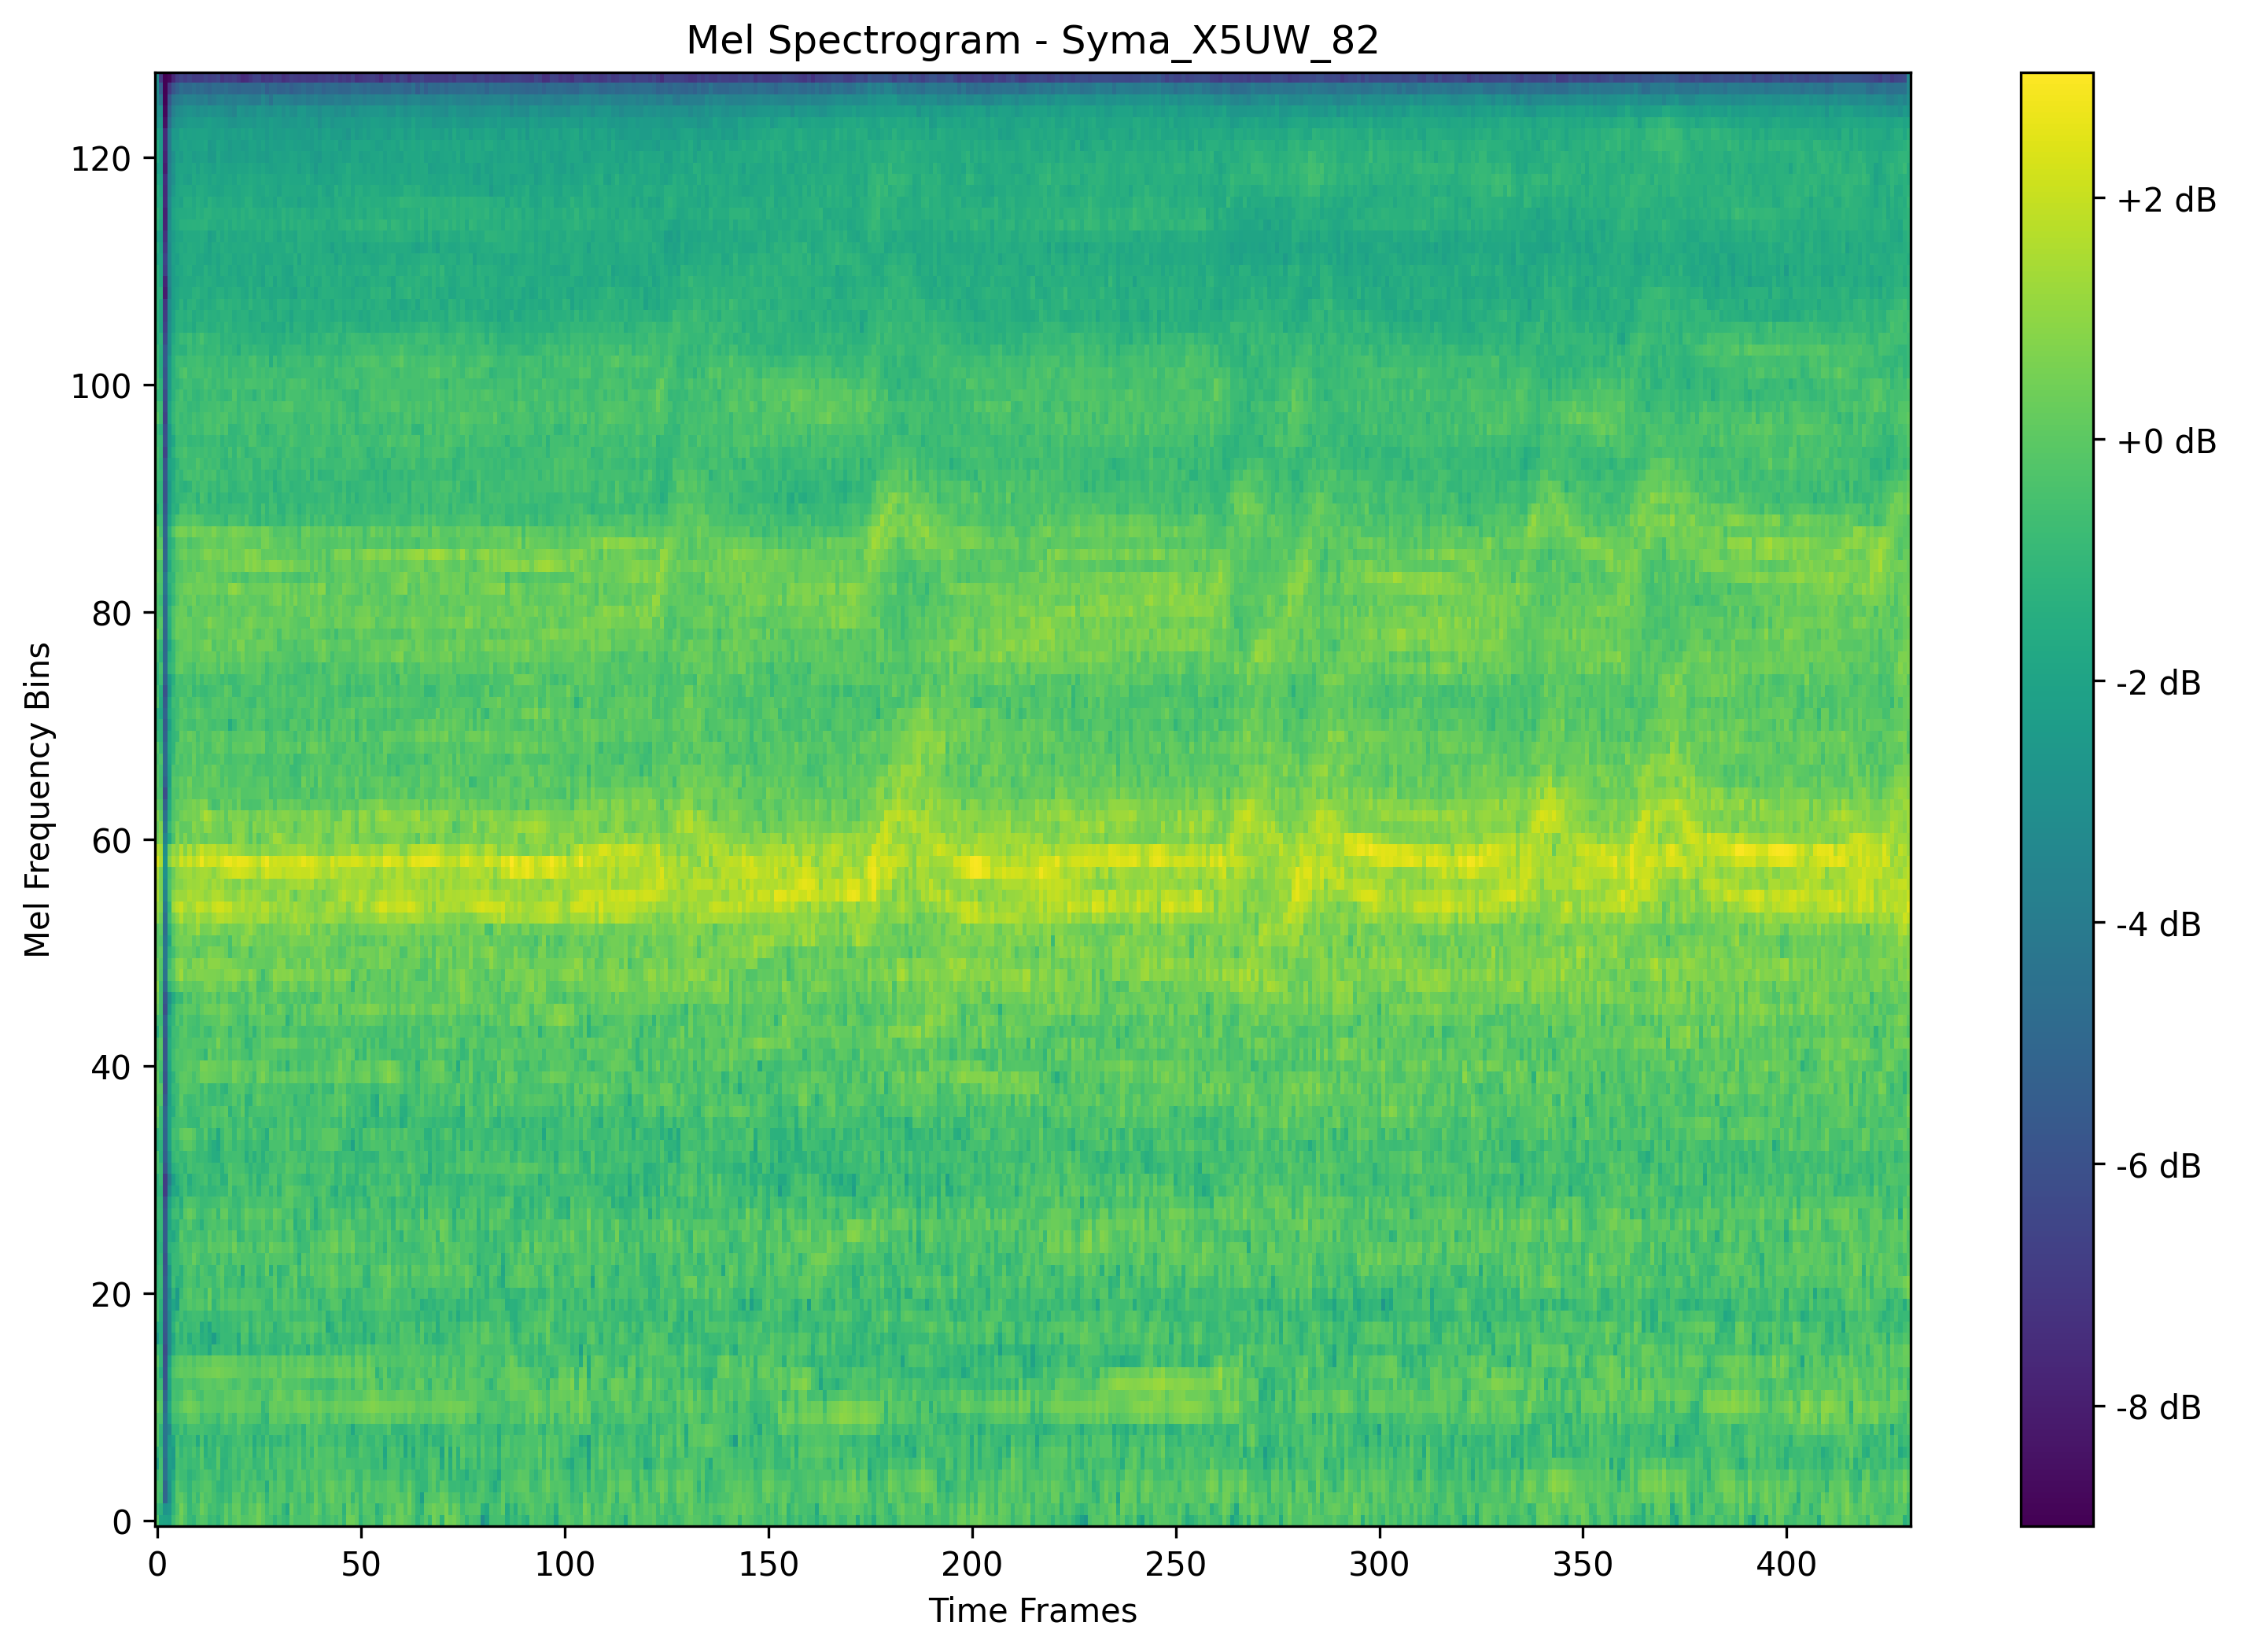 Mel Spectrogram - Syma_X5UW_82
Mel Frequency Bins
120
100
80
60
40
20
0
0 50 100 150 200 250 300 350 400
Time Frames
+2 dB
+0 dB
-2 dB
-4 dB
-6 dB
-8 dB